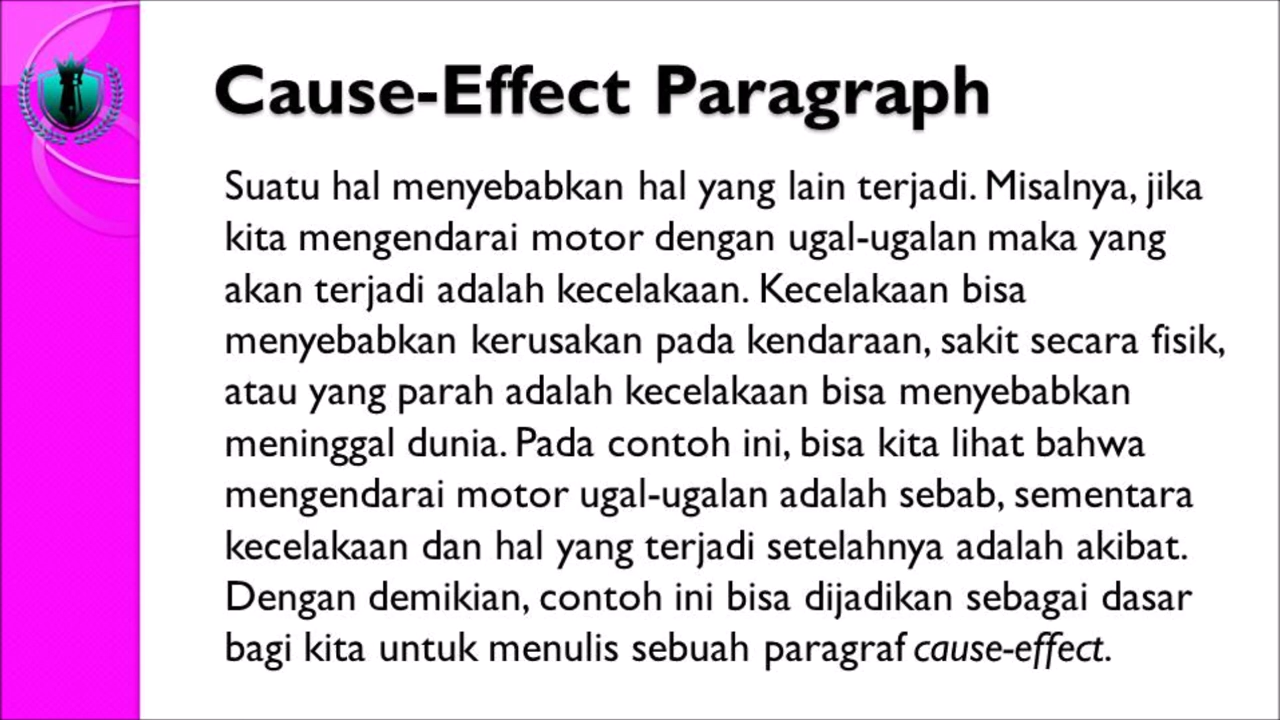 Cause-Effect Paragraph
Suatu hal menyebabkan hal yang lain terjadi. Misalnya, jika
kita mengendarai motor dengan ugal-ugalan maka yang
akan terjadi adalah kecelakaan. Kecelakaan bisa
menyebabkan kerusakan pada kendaraan, sakit secara fisik,
atau yang parah adalah kecelakaan bisa menyebabkan
meninggal dunia. Pada contoh ini, bisa kita lihat bahwa
mengendarai motor ugal-ugalan adalah sebab, sementara
kecelakaan dan hal yang terjadi setelahnya adalah akibat.
Dengan demikian, contoh ini bisa dijadikan sebagai dasar
bagi kita untuk menulis sebuah paragraf cause-effect.